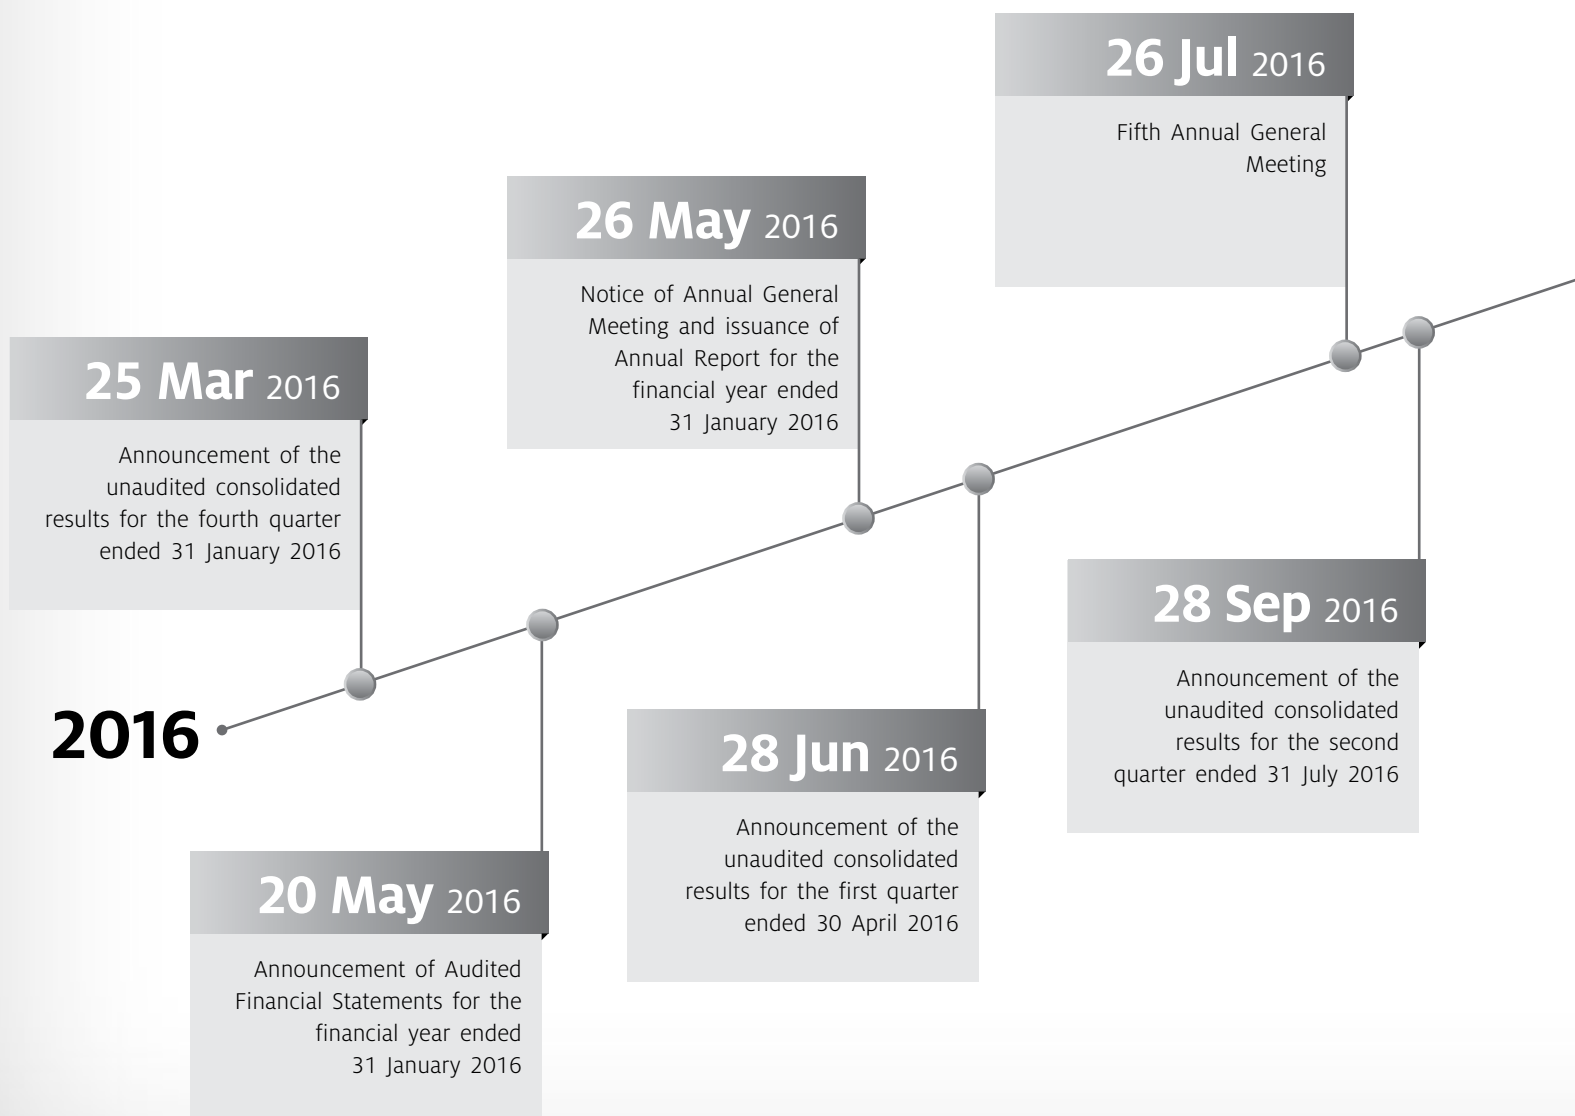 26 Jul 2016
Fifth Annual General
Meeting
26 May 2016
Notice of Annual General
Meeting and issuance of
Annual Report for the
financial year ended
31 January 2016
25 Mar 2016
Announcement of the
unaudited consolidated
results for the fourth quarter
ended 31 January 2016
2016
28 Sep 2016
Announcement of the
unaudited consolidated
results for the second
quarter ended 31 July 2016
28 Jun 2016
Announcement of the
unaudited consolidated
results for the first quarter
ended 30 April 2016
20 May 2016
Announcement of Audited
Financial Statements for the
financial year ended
31 January 2016